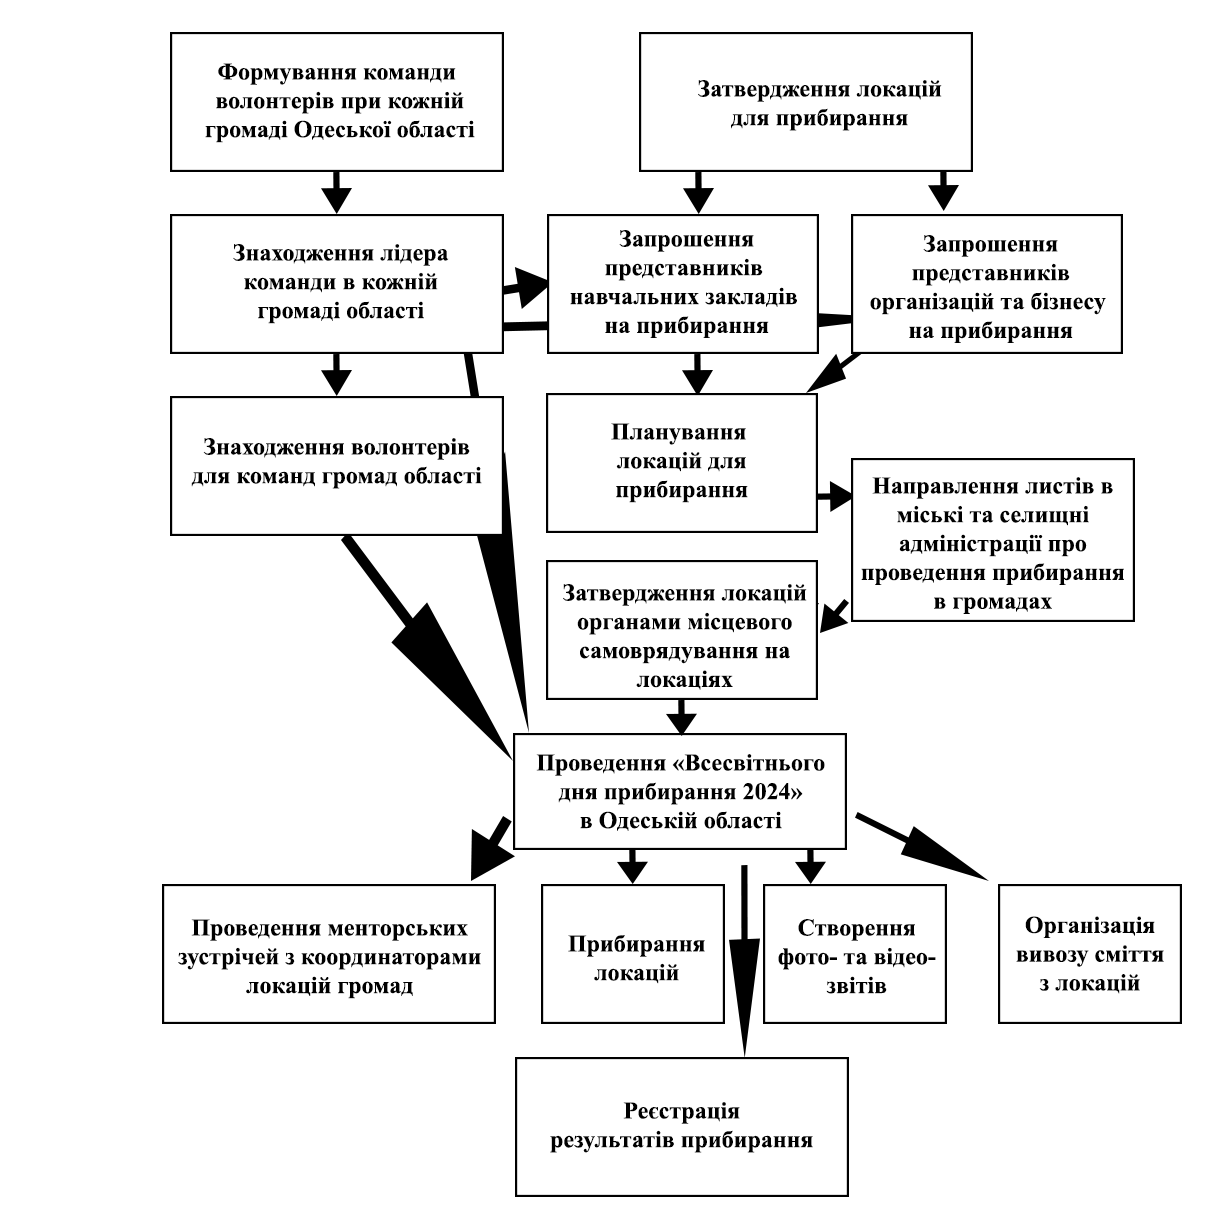 Формування команди
волонтерів при кожній
громаді Одеської області
Затвердження локацій
для прибирання
Знаходження лідера
команди в кожній
громаді області
Запрошення
представників
навчальних закладів
на прибирання
Запрошення
представників
організацій та бізнесу
на прибирання
Знаходження волонтерів
для команд громад області
Планування
локацій для
прибирання
Направлення листів в
міські та селищні
адміністрації про
проведення прибирання
в громадах
Затвердження локацій
органами місцевого
самоврядування на
локаціях
Проведення «Всесвітнього
дня прибирання 2024»
в Одеській області
Проведення менторських
зустрічей з координаторами
локацій громад
Прибирання
локацій
Створення
фото- та відео-
звітів
Організація
вивозу сміття
з локацій
Реєстрація
результатів прибирання